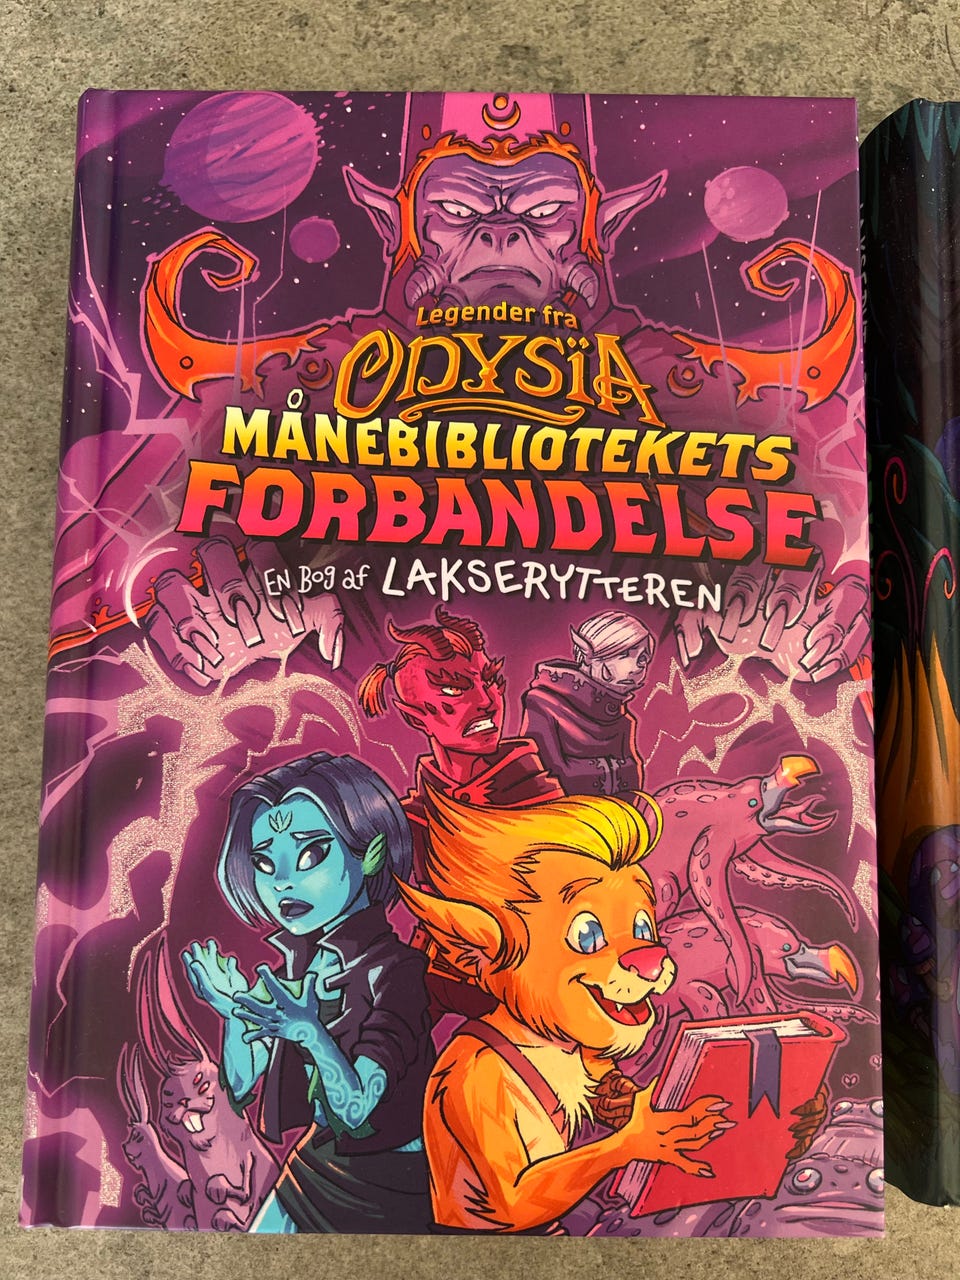 Legender fra
ODYSÏA
MÅNEBIBLIOTEKETS
FORBANDELSE
EN BOG af LAKSERYTTEREN